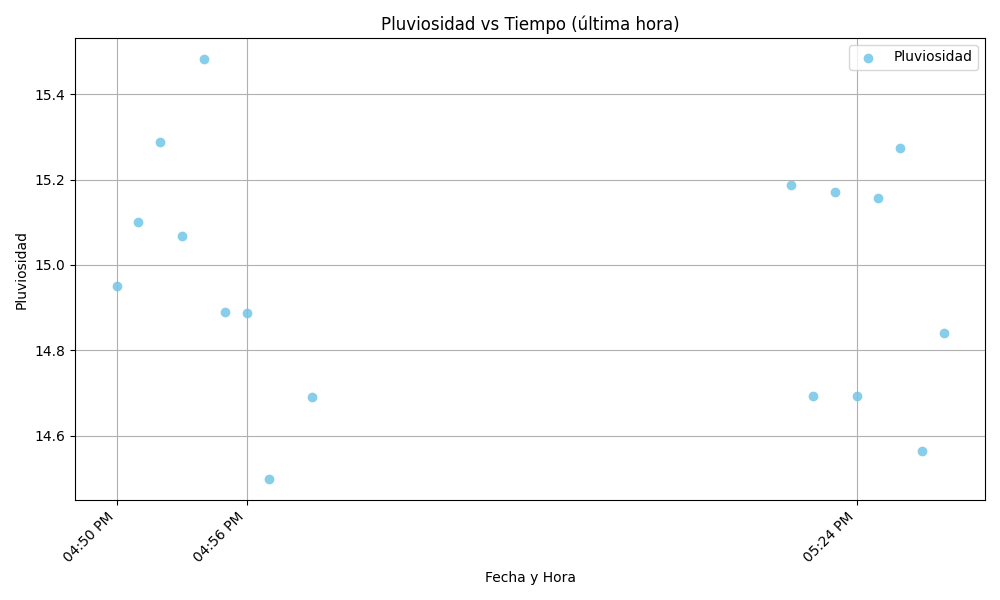 Pluviosidad vs Tiempo (última hora)
Pluviosidad
15.4
15.2
15.0
14.8
14.6
Pluviosidad
04:50 PM
04:56 PM
05:24 PM
Fecha y Hora